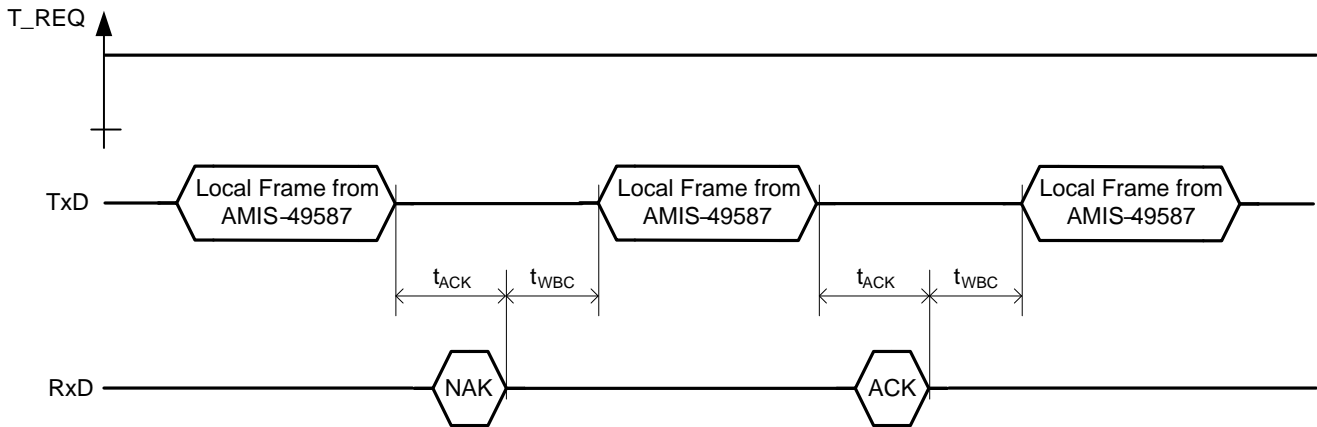 T_REQ
TxD
Local Frame from
AMIS-49587
Local Frame from
AMIS-49587
Local Frame from
AMIS-49587
tACK
tWBC
tACK
tWBC
RxD
NAK
ACK